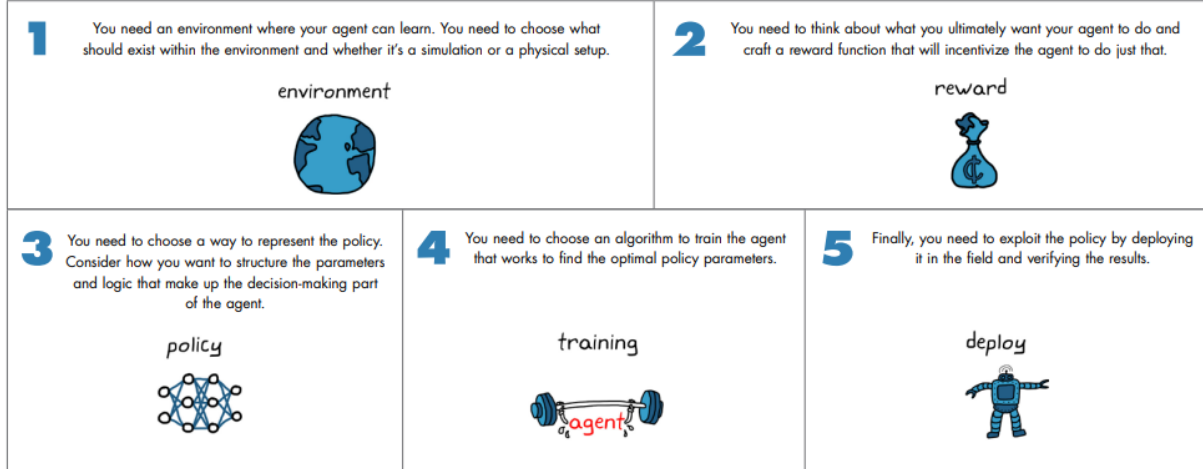 1
You need an environment where your agent can learn. You need to choose what
should exist within the environment and whether it's a simulation or a physical setup.
environment
2
You need to think about what you ultimately want your agent to do and
craft a reward function that will incentivize the agent to do just that.
reward
¢
3
You need to choose a way to represent the policy.
Consider how you want to structure the parameters
and logic that make up the decision-making part
of the agent.
policy
4
You need to choose an algorithm to train the agent
that works to find the optimal policy parameters.
training
agent
5
Finally, you need to exploit the policy by deploying
it in the field and verifying the results.
deploy